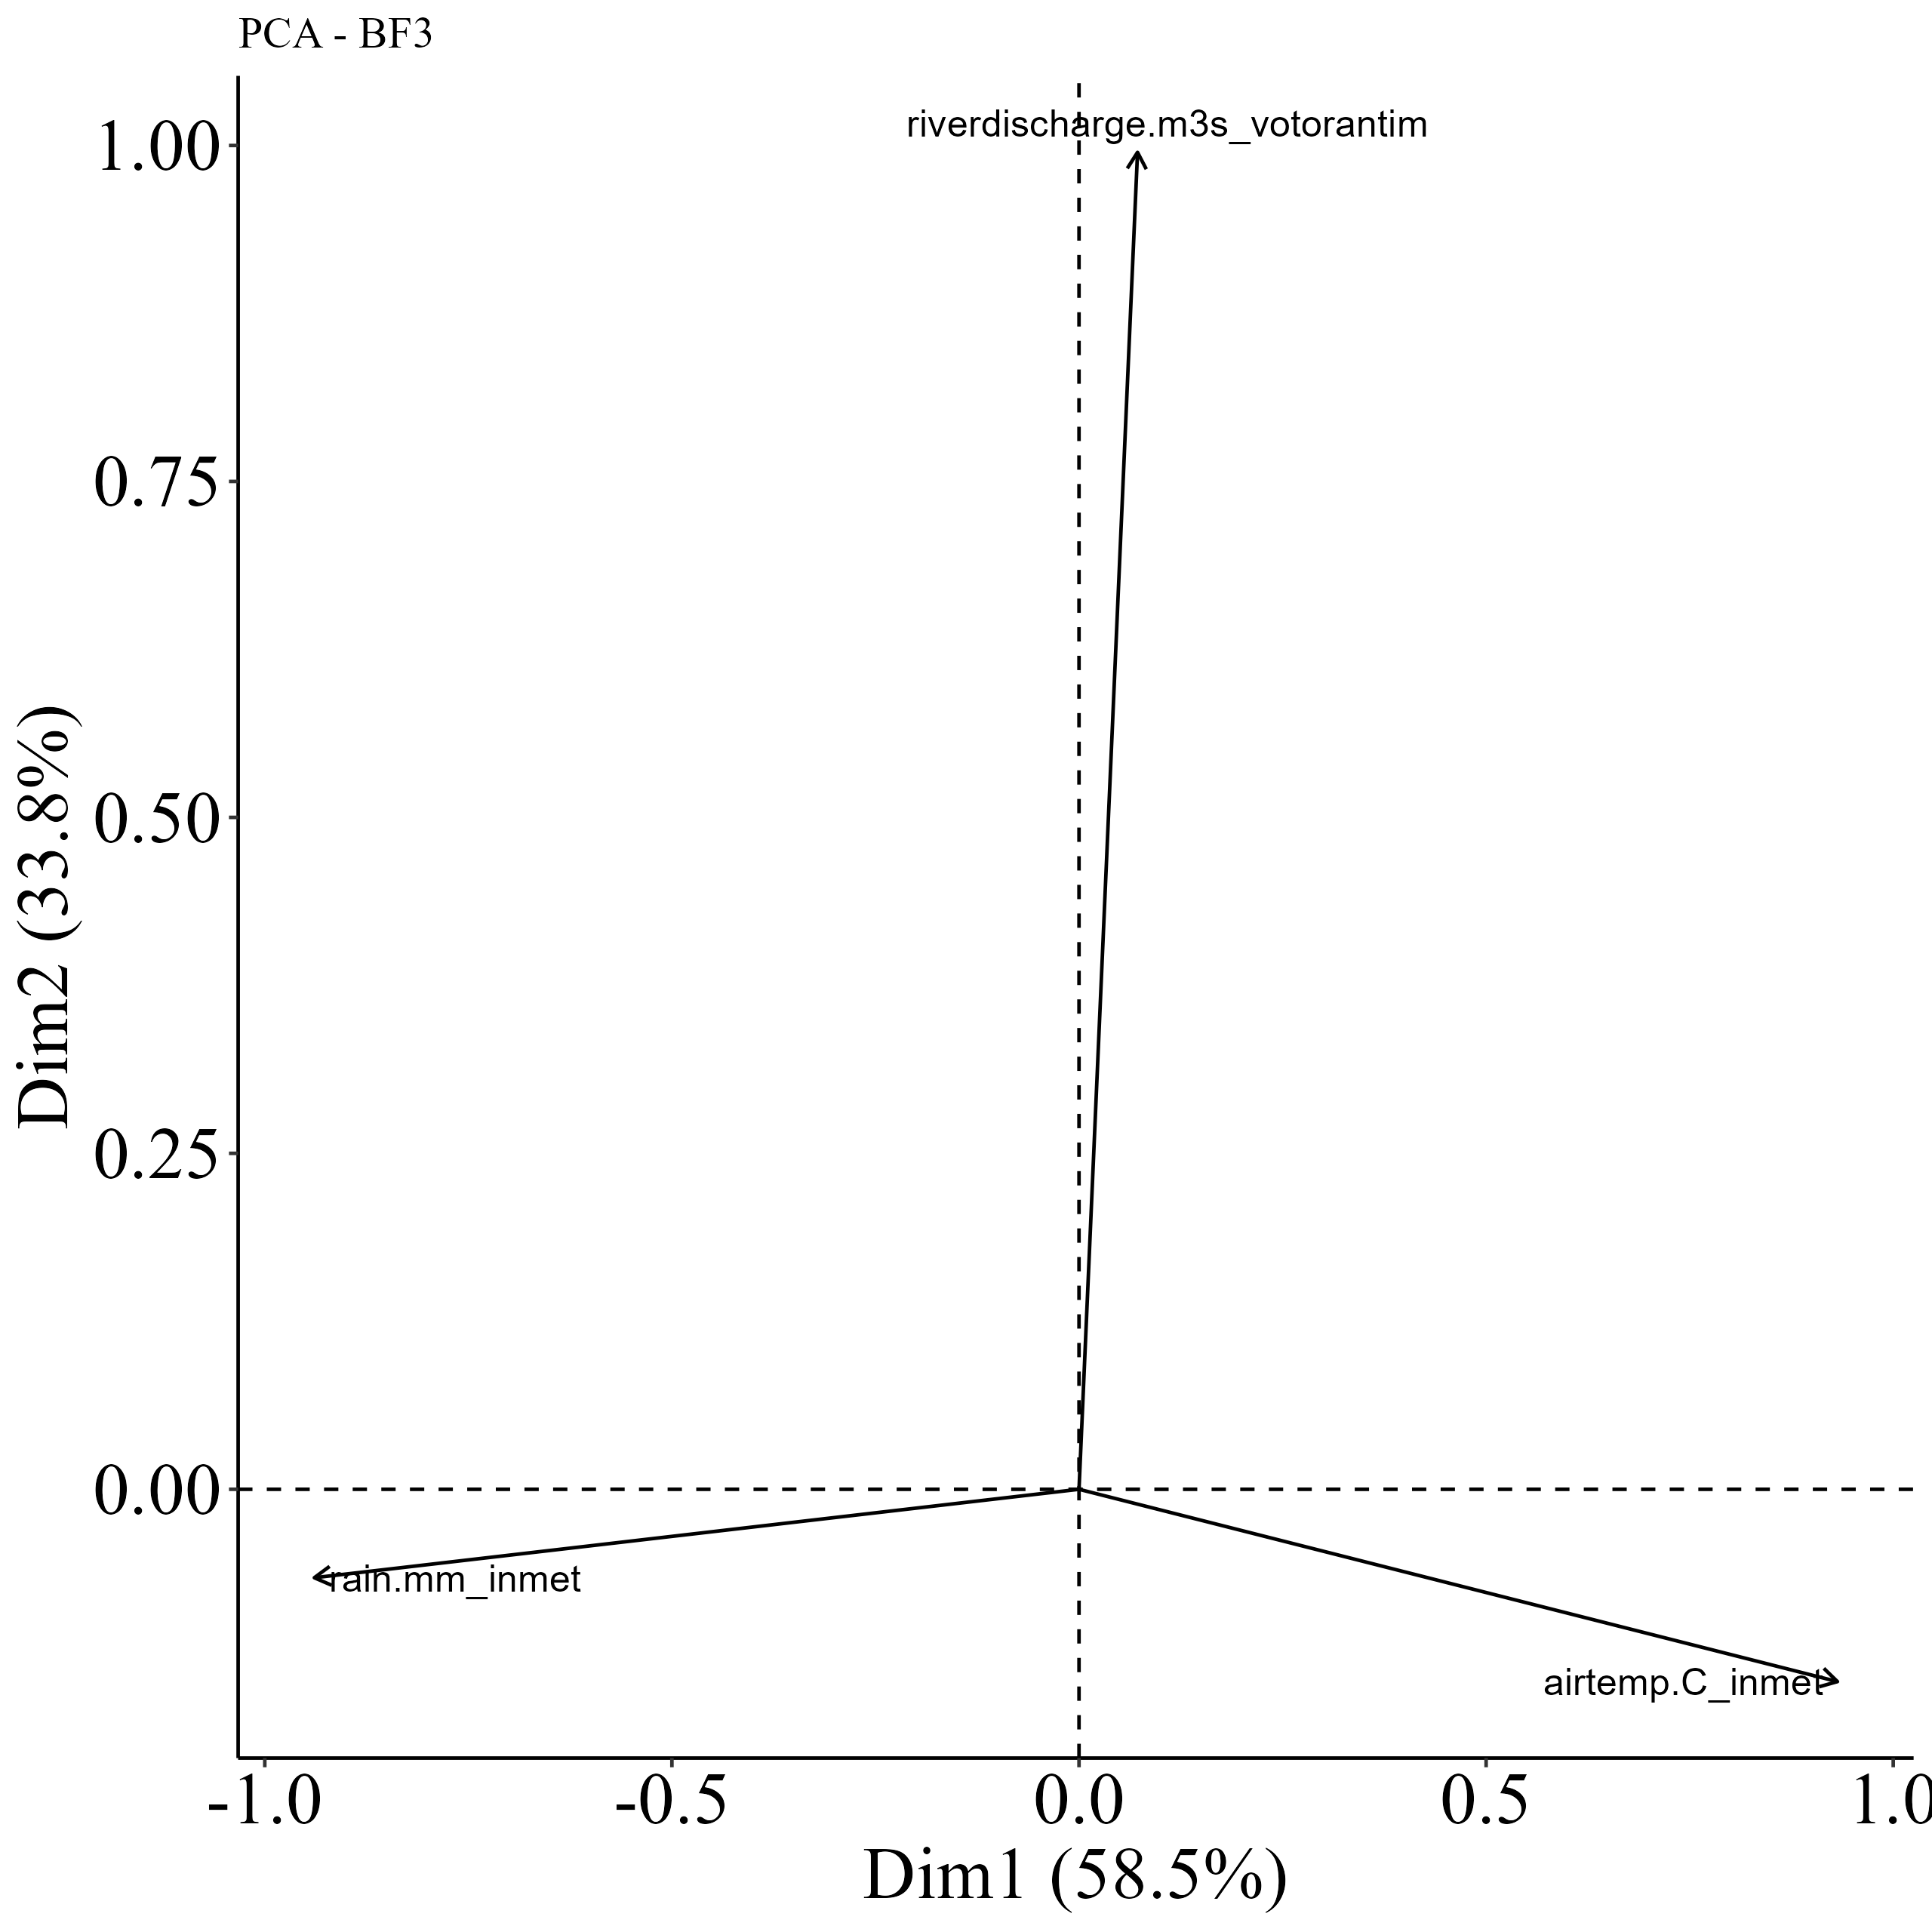 PCA - BF3
riverdischarge.m3s_votorantim
1.00
0.75
0.50
0.25
0.00
Dim2 (33.8%)
rain.mm_inmet
airtemp.C_inmet
-1.0 -0.5 0.0 0.5 1.0
Dim1 (58.5%)